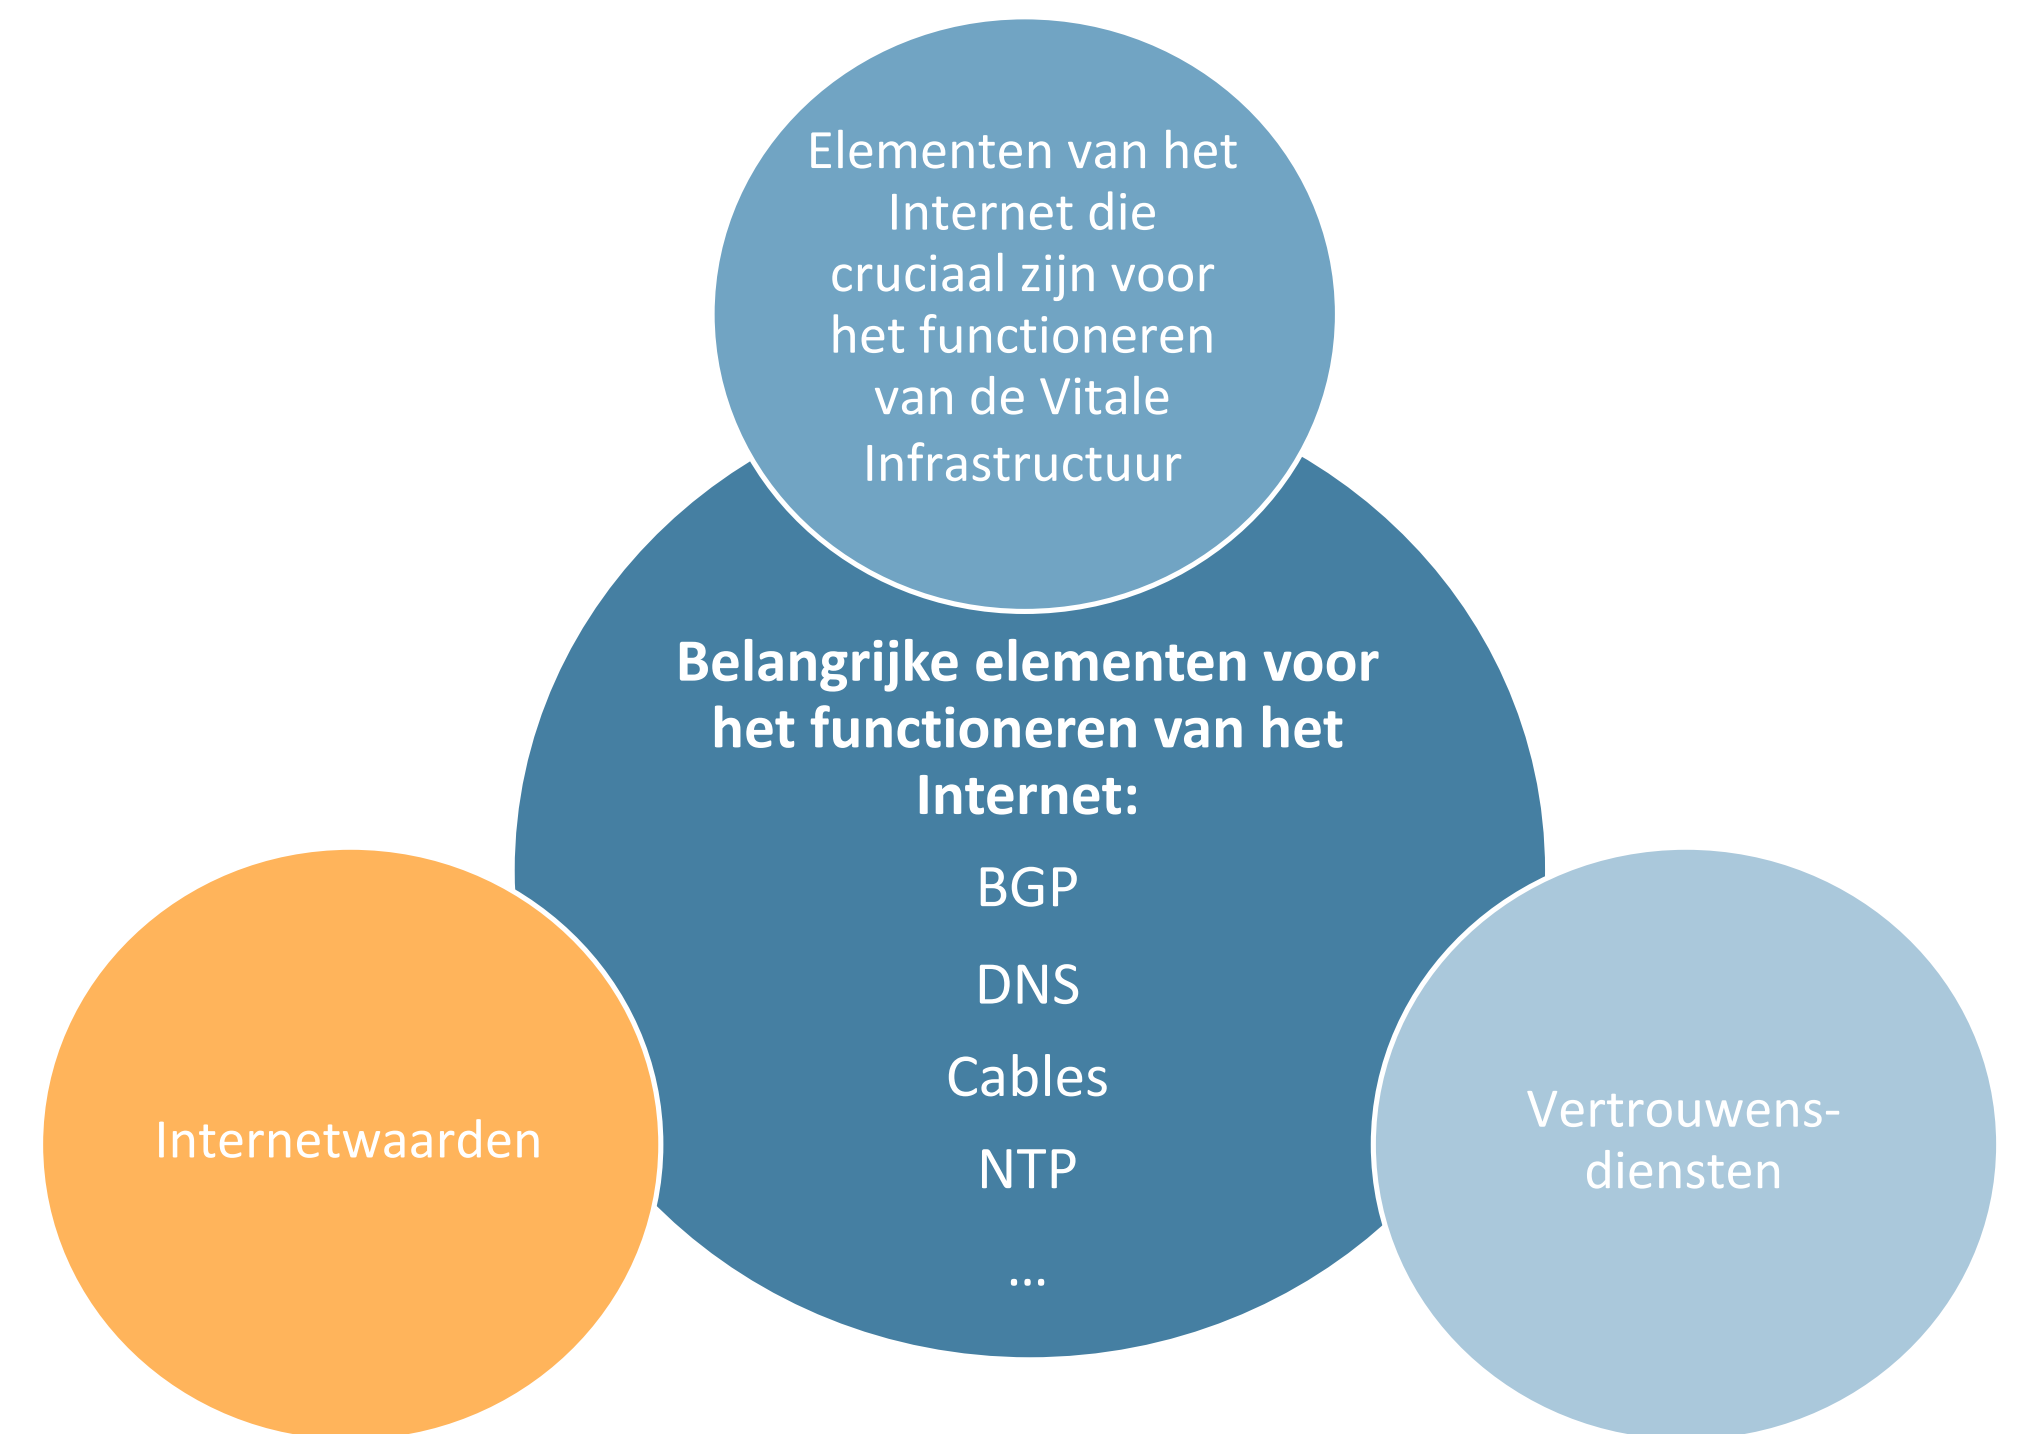 Elementen van het
Internet die
cruciaal zijn voor
het functioneren
van de Vitale
Infrastructuur
Belangrijke elementen voor
het functioneren van het
Internet:
BGP
DNS
Cables
NTP
...
Internetwaarden
Vertrouwens-
diensten